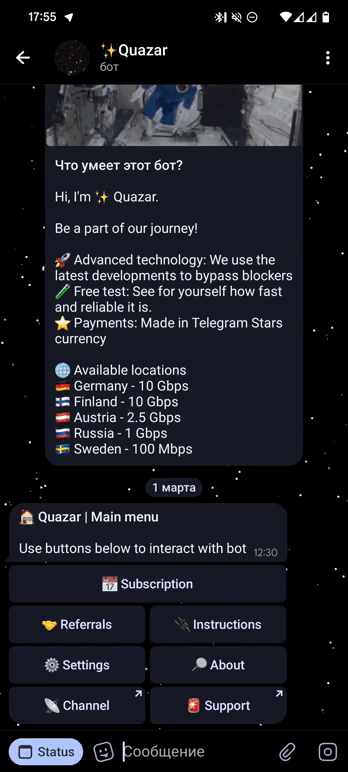 17:55
✨Quazar
бот
Что умеет этот бот?
Hi, I'm ✨ Quazar.
Be a part of our journey!
🚀 Advanced technology: We use the
latest developments to bypass blockers
🧪 Free test: See for yourself how fast
and reliable it is.
⭐ Payments: Made in Telegram Stars
currency
🌐 Available locations
🇩🇪 Germany - 10 Gbps
🇫🇮 Finland - 10 Gbps
🇦🇹 Austria - 2.5 Gbps
🇷🇺 Russia - 1 Gbps
🇸🇪 Sweden - 100 Mbps
1 марта
🏠 Quazar | Main menu
Use buttons below to interact with bot 12:30
📅 Subscription
🤝 Referrals
🔌 Instructions
⚙️ Settings
🔎 About
📡 Channel
🚨 Support
Status
Сообщение